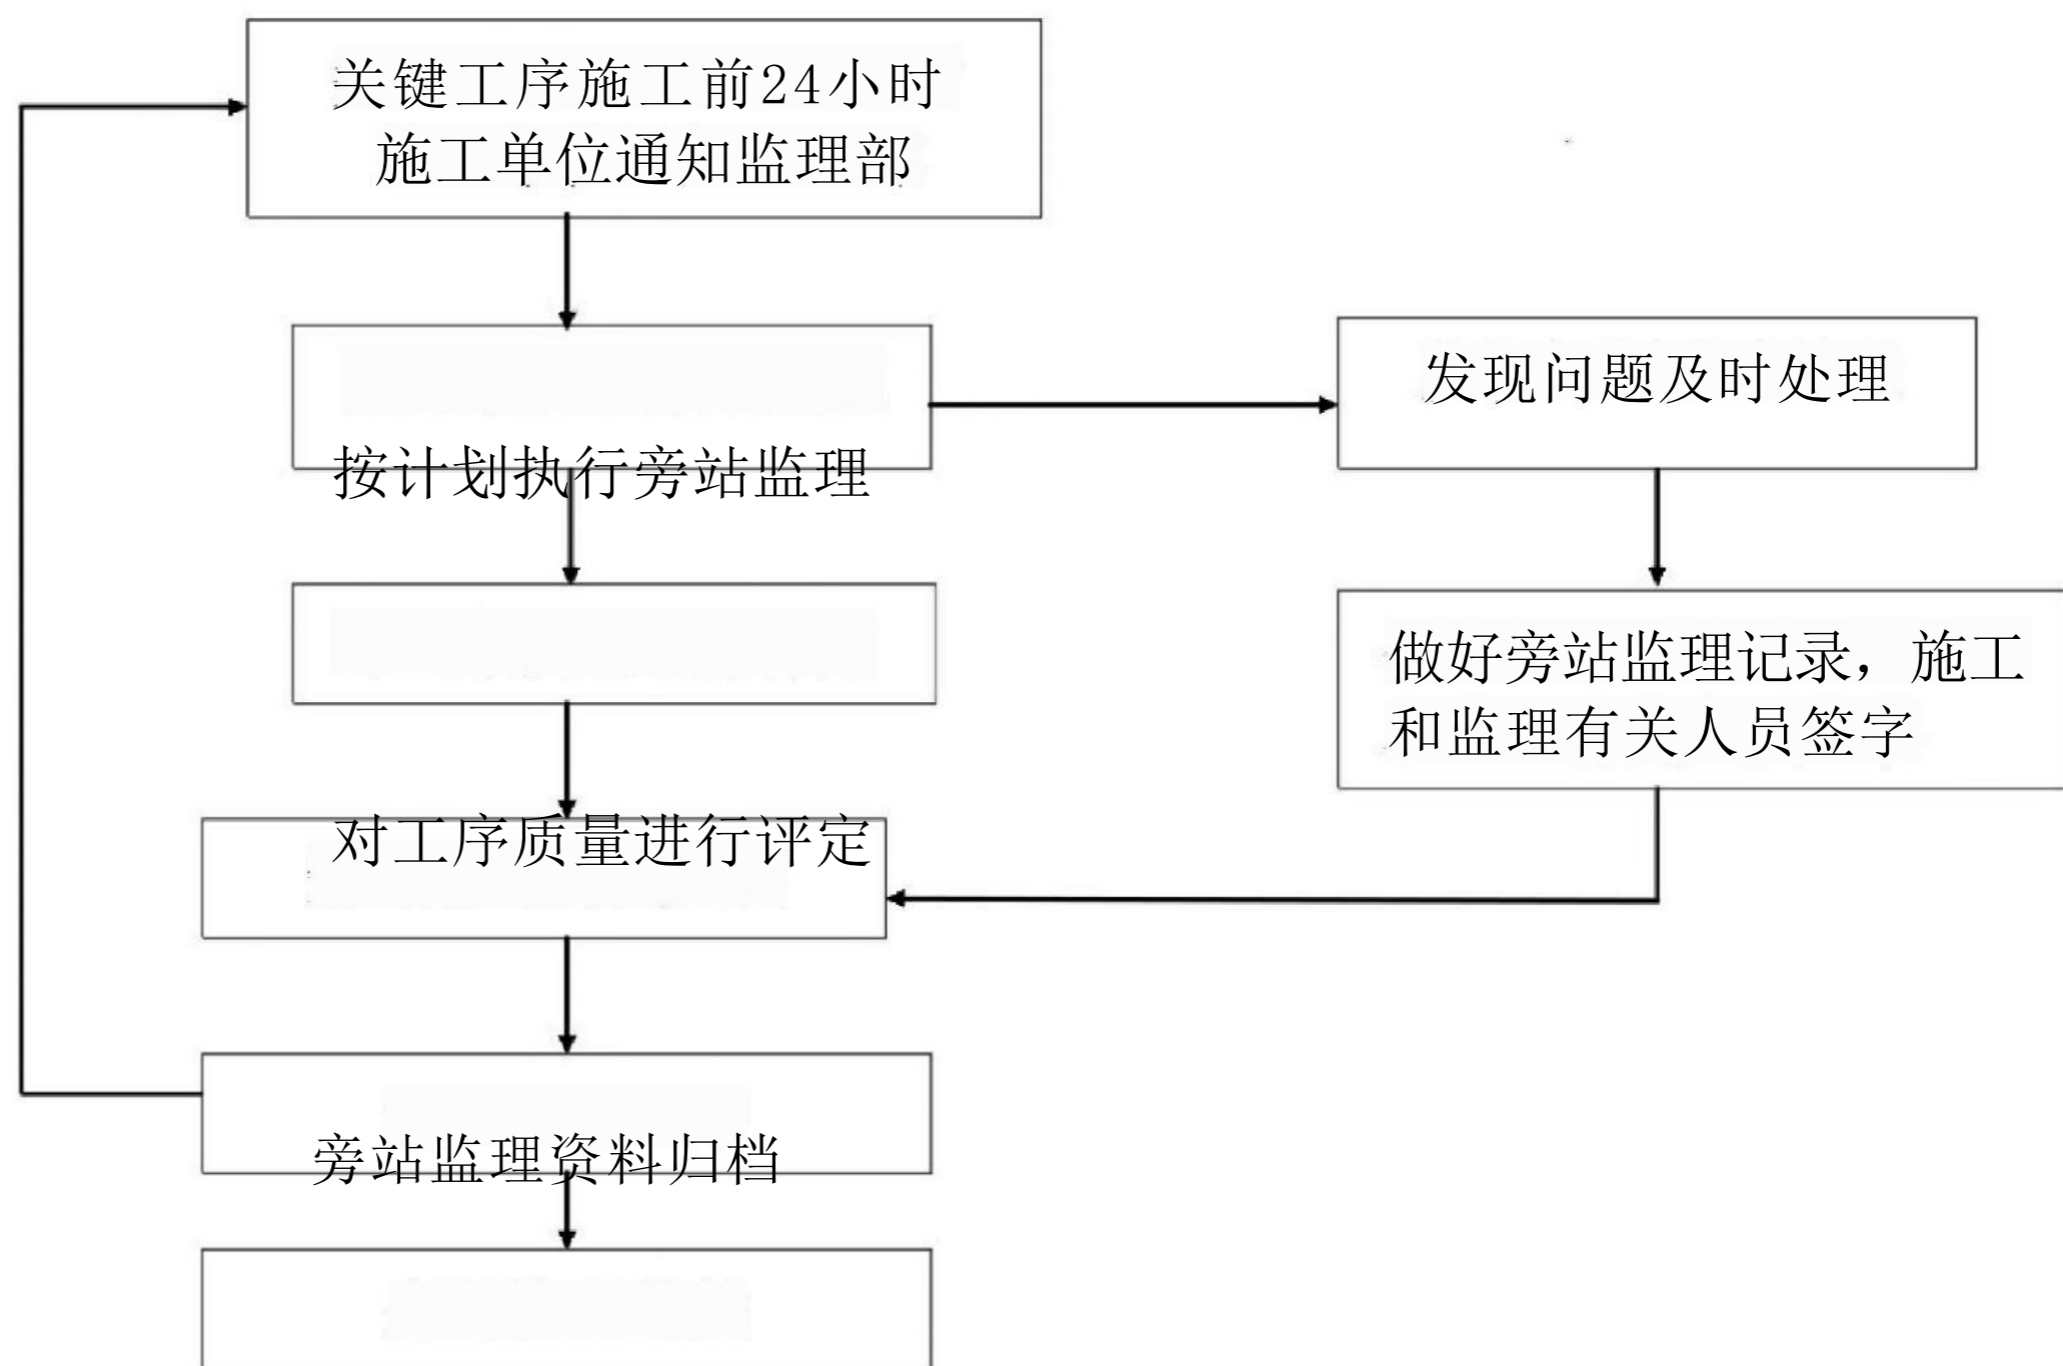 关键工序施工前24小时
施工单位通知监理部
发现问题及时处理
按计划执行旁站监理
做好旁站监理记录，施工
和监理有关人员签字
对工序质量进行评定
旁站监理资料归档